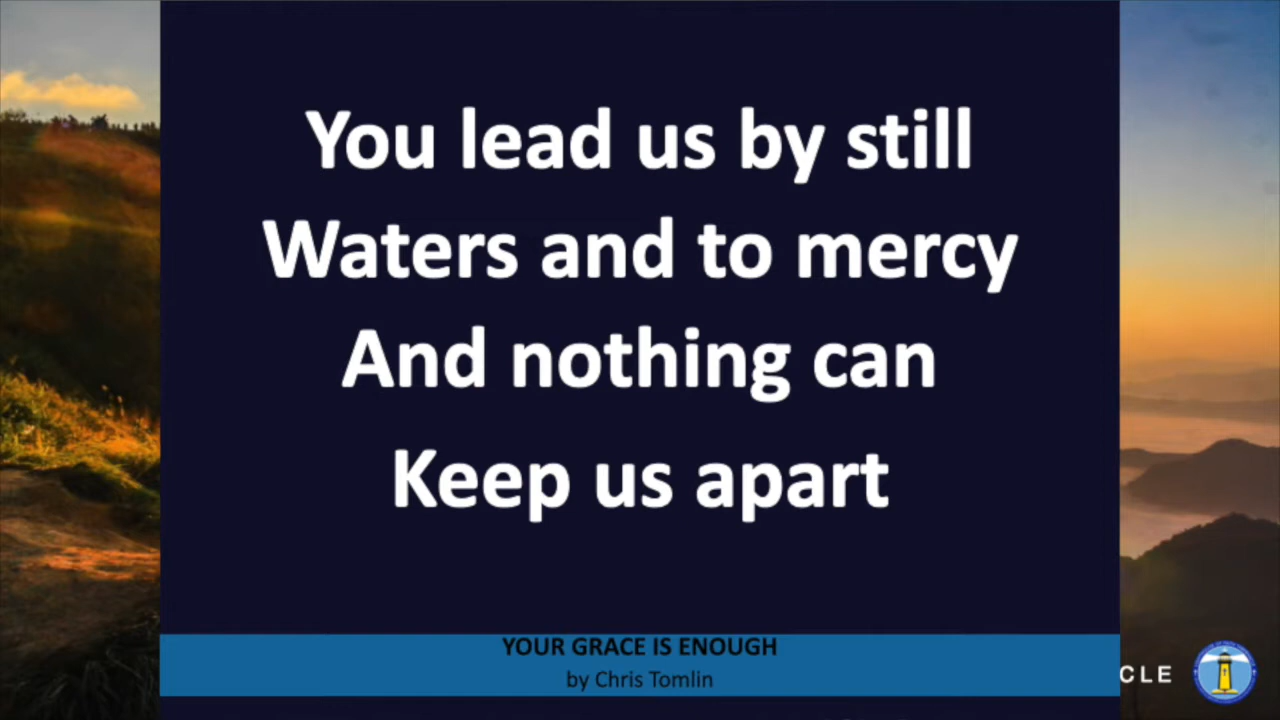 You lead us by still
Waters and to mercy
And nothing can
Keep us apart
YOUR GRACE IS ENOUGH
by Chris Tomlin
CLE